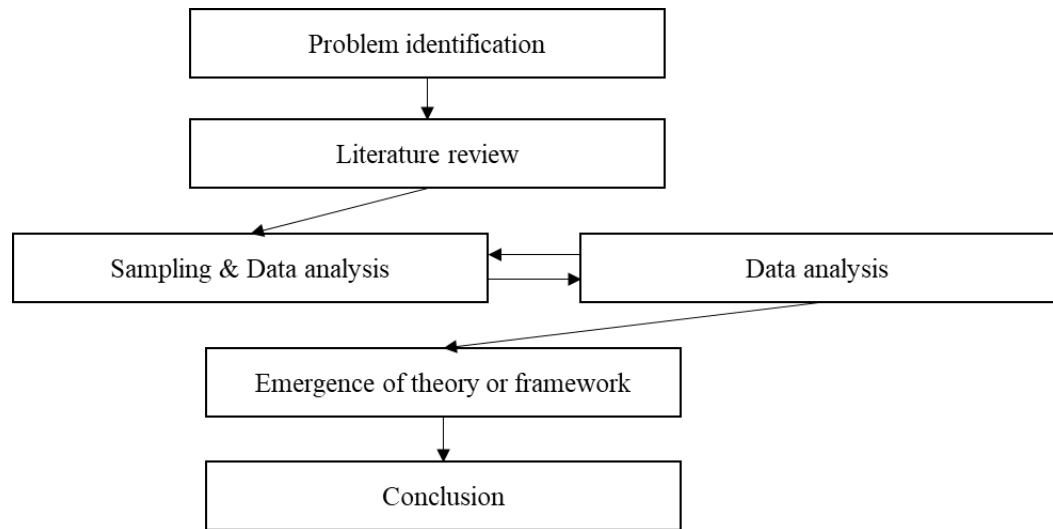 Problem identification
Literature review
Sampling & Data analysis
Data analysis
Emergence of theory or framework
Conclusion